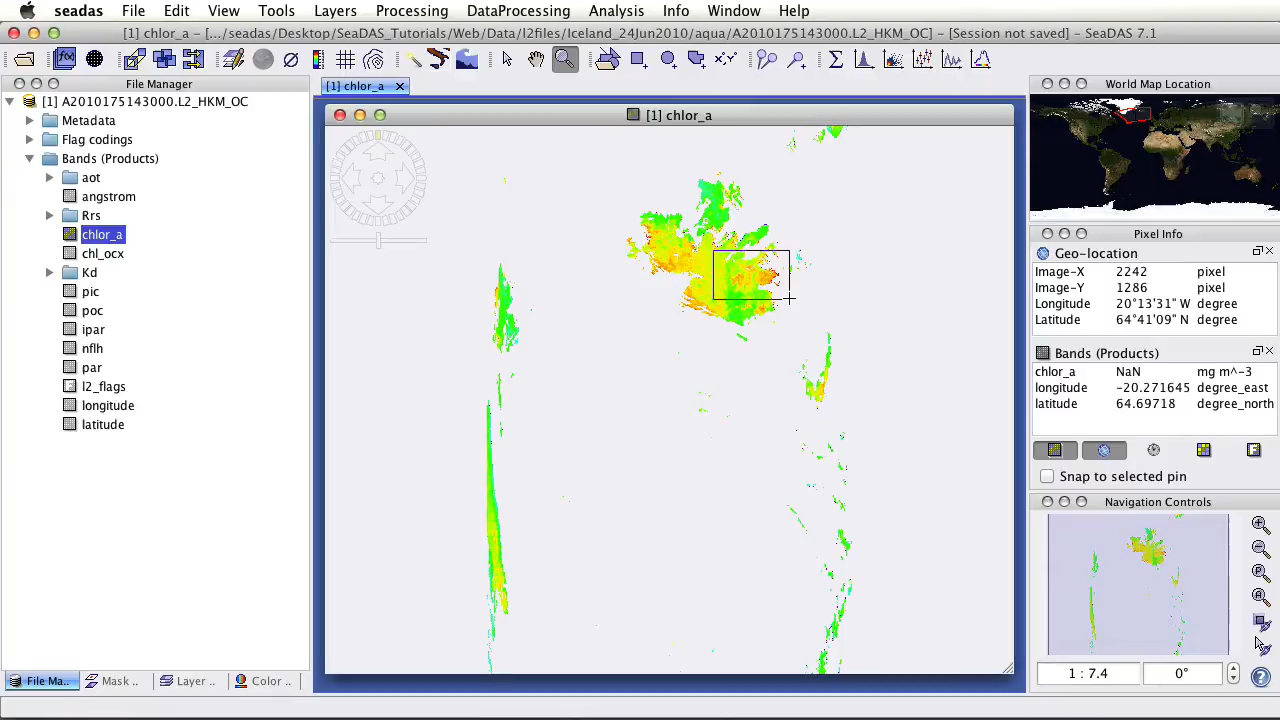 seadas File Edit View Tools Layers Processing DataProcessing Analysis Info Window Help
[1] chlor_a – [.../seadas/Desktop/SeaDAS_Tutorials/Web/Data/l2files/Iceland_24Jun2010/aqua/A2010175143000.L2_HKM_OC] – [Session not saved] – SeaDAS 7.1
File Manager
[1] A2010175143000.L2_HKM_OC
Metadata
Flag codings
Bands (Products)
aot
angstrom
Rrs
chlor_a
chl_ocx
Kd
pic
poc
ipar
nflh
par
l2_flags
longitude
latitude
File Ma.. Mask .. Layer .. Color ..
[1] chlor_a
[1] chlor_a
World Map Location
Pixel Info
Geo-location
Image-X 2242 pixel
Image-Y 1286 pixel
Longitude 20°13'31" W degree
Latitude 64°41'09" N degree
Bands (Products)
chlor_a NaN mg m^-3
longitude -20.271645 degree_east
latitude 64.69718 degree_north
Snap to selected pin
Navigation Controls
1 : 7.4 0°